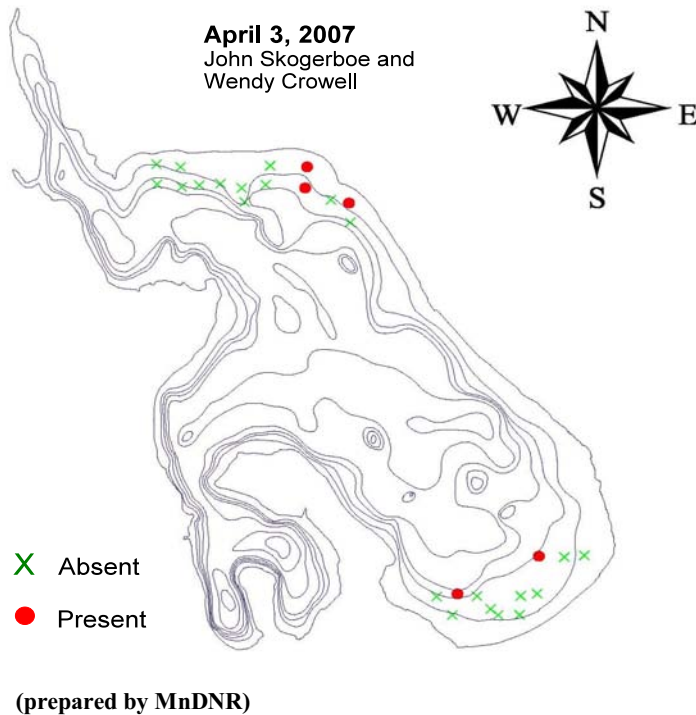 April 3, 2007
John Skogerboe and
Wendy Crowell
N
W E
S
Absent
Present
(prepared by MnDNR)